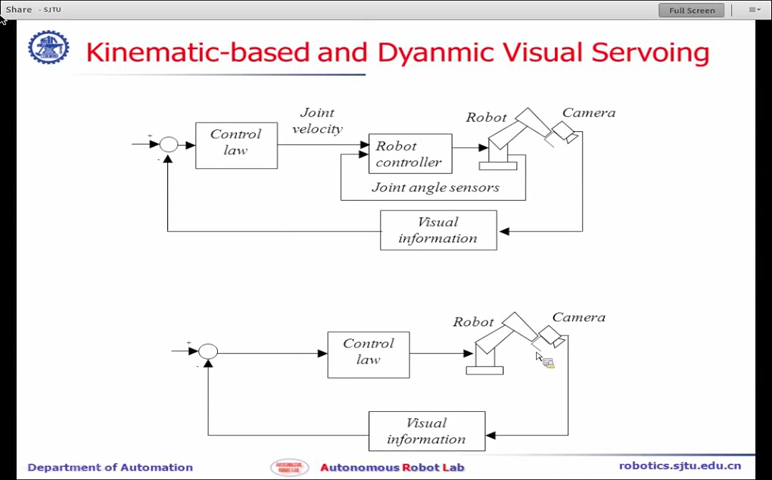 Share - SJTU
Full Screen
Kinematic-based and Dyanmic Visual Servoing
Joint
velocity
Robot
Camera
Control
law
Robot
controller
Joint angle sensors
Visual
information
Robot
Camera
Control
law
Visual
information
Department of Automation
Autonomous Robot Lab
robotics.sjtu.edu.cn